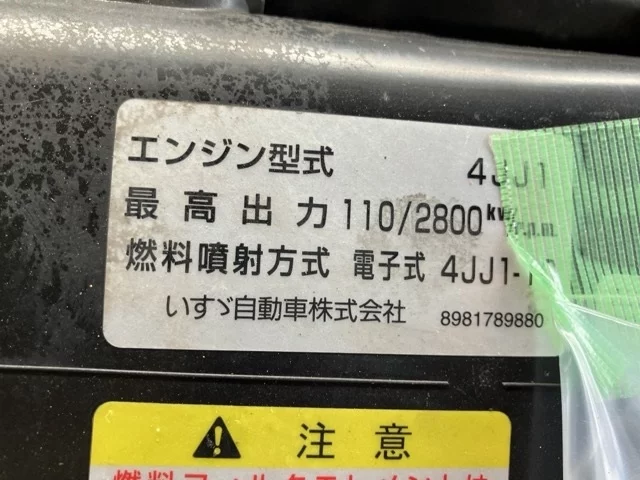 エンジン型式 4JJ1
最高出力 110/2800 kW/r.p.m.
燃料噴射方式 電子式 4JJ1-
いすゞ自動車株式会社 8981789880
注意